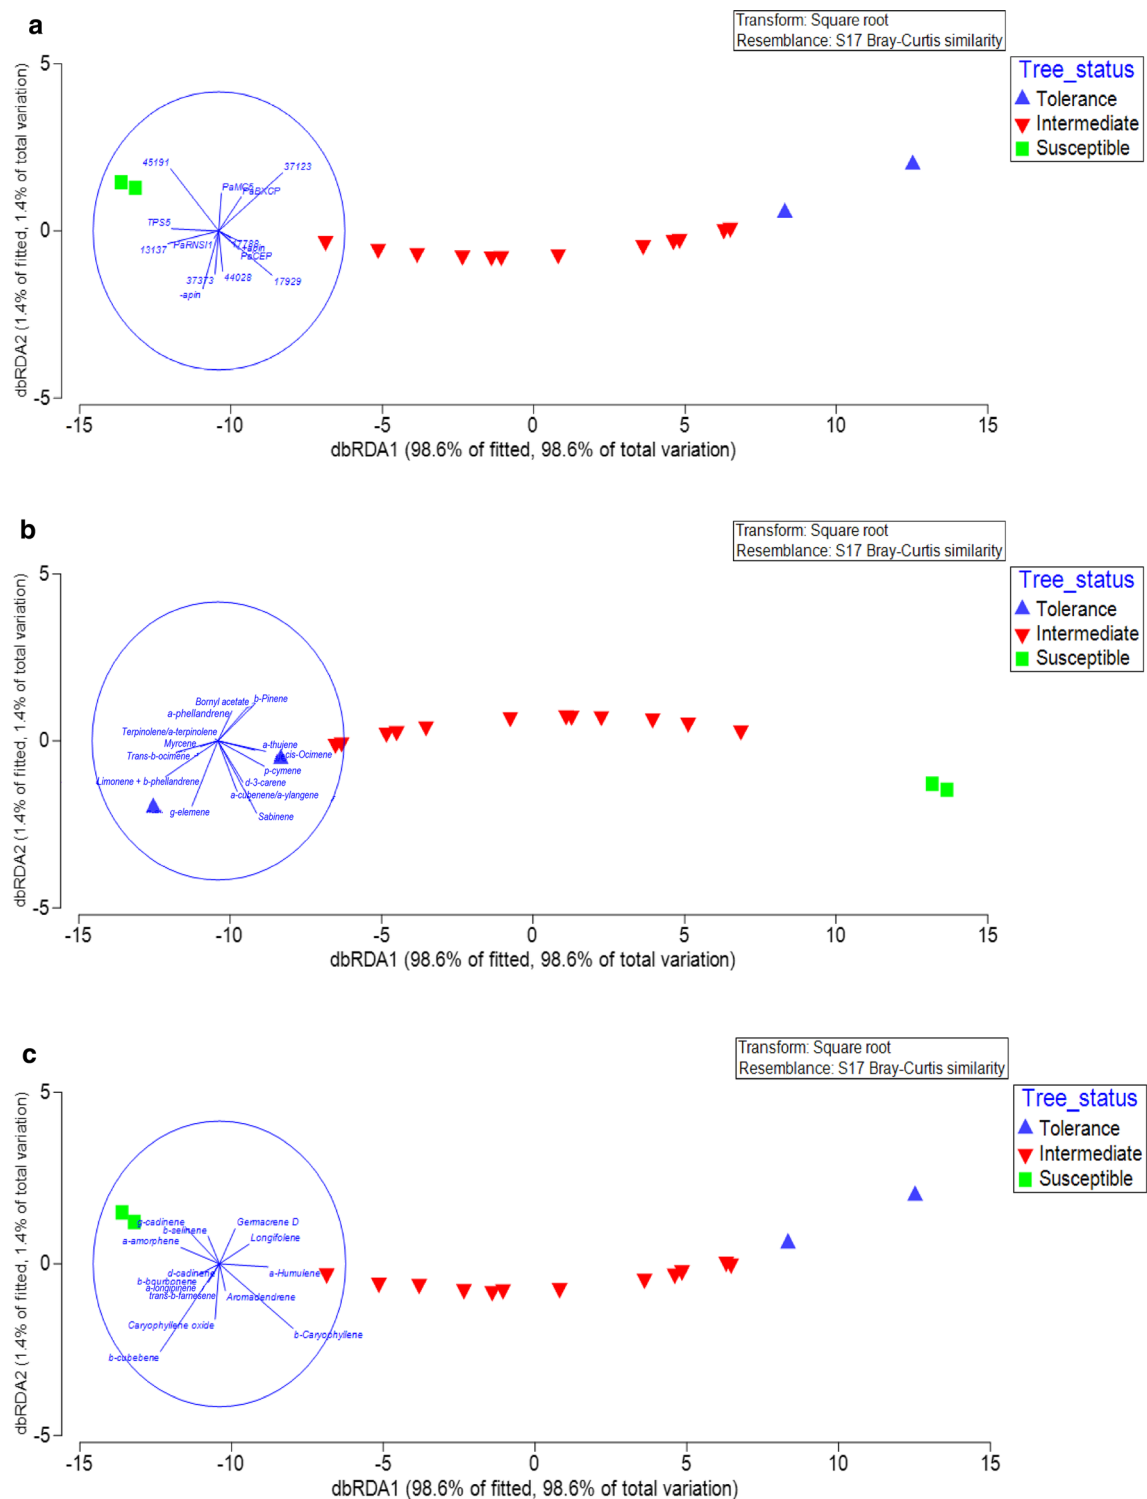 a
Transform: Square root
Resemblance: S17 Bray-Curtis similarity
Tree_status
Tolerance
Intermediate
Susceptible
dbRDA2 (1.4% of fitted, 1.4% of total variation)
5
0
-5
45191
37123
PaMC5
PaBXCP
TPS5
13137
PaRNSI1
17788
+apin
PaCEP
37373
44028
17929
-apin
-15
-10
-5
0
5
10
15
dbRDA1 (98.6% of fitted, 98.6% of total variation)
b
Transform: Square root
Resemblance: S17 Bray-Curtis similarity
Tree_status
Tolerance
Intermediate
Susceptible
dbRDA2 (1.4% of fitted, 1.4% of total variation)
5
0
-5
Bornyl acetate
b-Pinene
a-phellandrene
Terpinolene/a-terpinolene
Myrcene
a-thujene
Trans-b-ocimene
cis-Ocimene
p-cymene
Limonene + b-phellandrene
d-3-carene
a-cubenene/a-ylangene
g-elemene
Sabinene
-15
-10
-5
0
5
10
15
dbRDA1 (98.6% of fitted, 98.6% of total variation)
c
Transform: Square root
Resemblance: S17 Bray-Curtis similarity
Tree_status
Tolerance
Intermediate
Susceptible
dbRDA2 (1.4% of fitted, 1.4% of total variation)
5
0
-5
g-cadinene
Germacrene D
b-selinene
a-amorphene
Longifolene
d-cadinene
a-Humulene
b-bourbonene
a-longipinene
trans-b-farnesene
Aromadendrene
Caryophyllene oxide
b-Caryophyllene
b-cubebene
-15
-10
-5
0
5
10
15
dbRDA1 (98.6% of fitted, 98.6% of total variation)